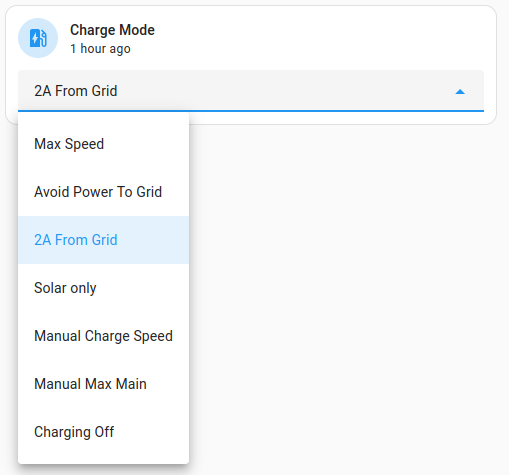 Charge Mode
1 hour ago
2A From Grid
Max Speed
Avoid Power To Grid
2A From Grid
Solar only
Manual Charge Speed
Manual Max Main
Charging Off